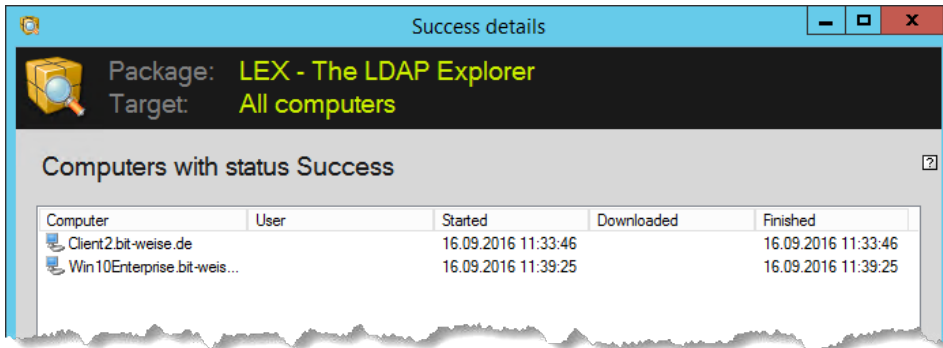 Success details
Package: LEX - The LDAP Explorer
Target: All computers
Computers with status Success
?
Computer User Started Downloaded Finished
Client2.bit-weise.de 16.09.2016 11:33:46 16.09.2016 11:33:46
Win10Enterprise.bit-weis... 16.09.2016 11:39:25 16.09.2016 11:39:25